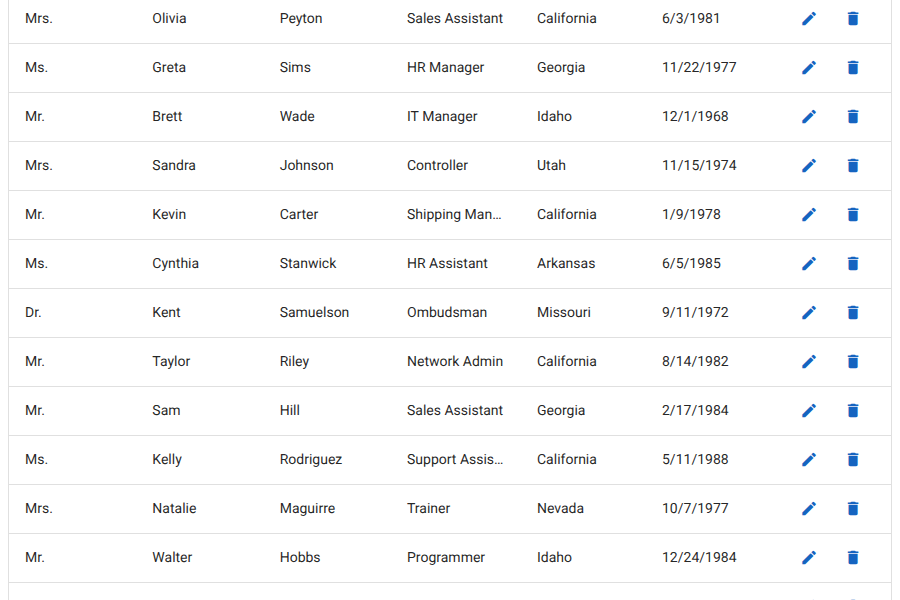 Mrs. Olivia Peyton Sales Assistant California 6/3/1981
Ms. Greta Sims HR Manager Georgia 11/22/1977
Mr. Brett Wade IT Manager Idaho 12/1/1968
Mrs. Sandra Johnson Controller Utah 11/15/1974
Mr. Kevin Carter Shipping Man... California 1/9/1978
Ms. Cynthia Stanwick HR Assistant Arkansas 6/5/1985
Dr. Kent Samuelson Ombudsman Missouri 9/11/1972
Mr. Taylor Riley Network Admin California 8/14/1982
Mr. Sam Hill Sales Assistant Georgia 2/17/1984
Ms. Kelly Rodriguez Support Assis... California 5/11/1988
Mrs. Natalie Maguirre Trainer Nevada 10/7/1977
Mr. Walter Hobbs Programmer Idaho 12/24/1984